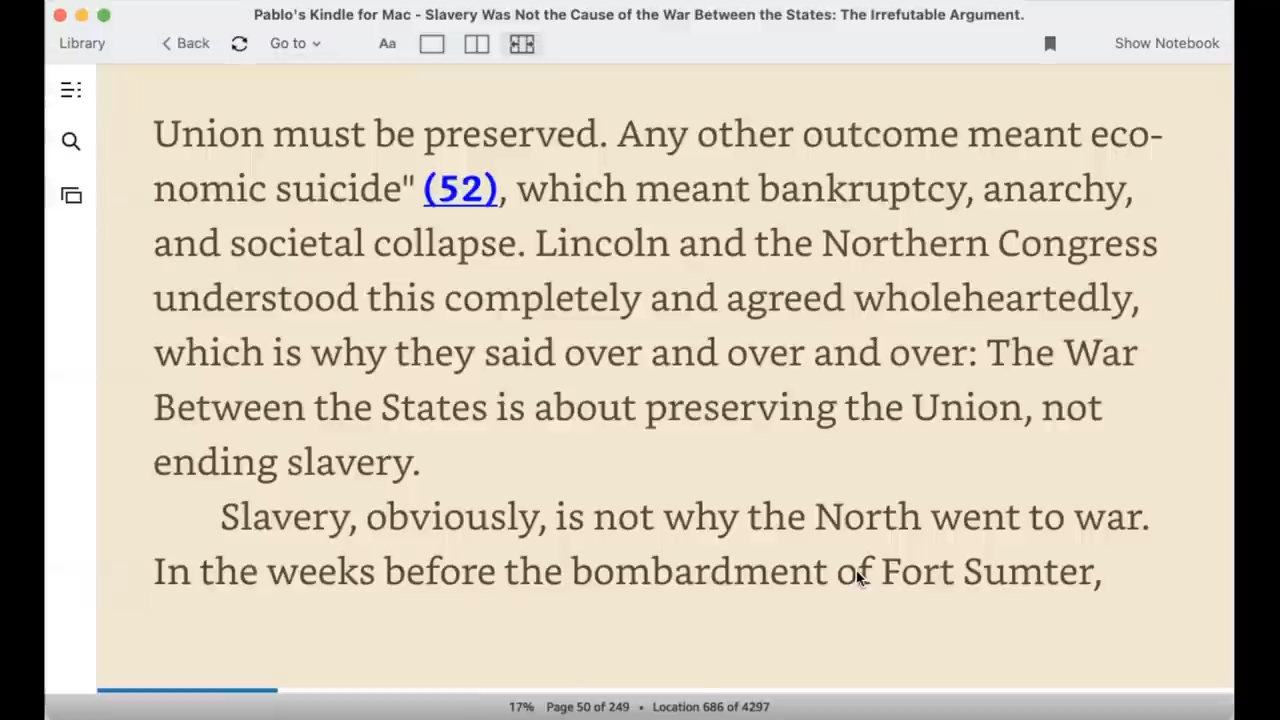 Pablo's Kindle for Mac - Slavery Was Not the Cause of the War Between the States: The Irrefutable Argument.
Library Back Go to Aa Show Notebook
Union must be preserved. Any other outcome meant eco-
nomic suicide" (52), which meant bankruptcy, anarchy,
and societal collapse. Lincoln and the Northern Congress
understood this completely and agreed wholeheartedly,
which is why they said over and over and over: The War
Between the States is about preserving the Union, not
ending slavery.
Slavery, obviously, is not why the North went to war.
In the weeks before the bombardment of Fort Sumter,
17% Page 50 of 249 • Location 686 of 4297